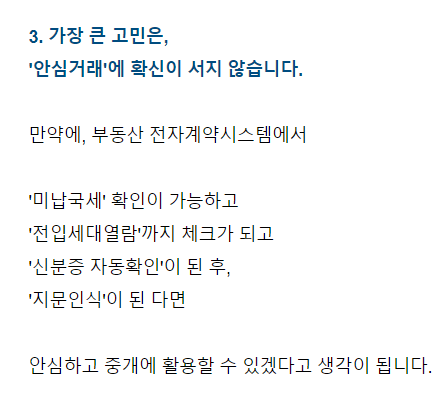 3. 가장 큰 고민은,
'안심거래'에 확신이 서지 않습니다.
만약에, 부동산 전자계약시스템에서
'미납국세' 확인이 가능하고
'전입세대열람'까지 체크가 되고
'신분증 자동확인'이 된 후,
'지문인식'이 된 다면
안심하고 중개에 활용할 수 있겠다고 생각이 됩니다.